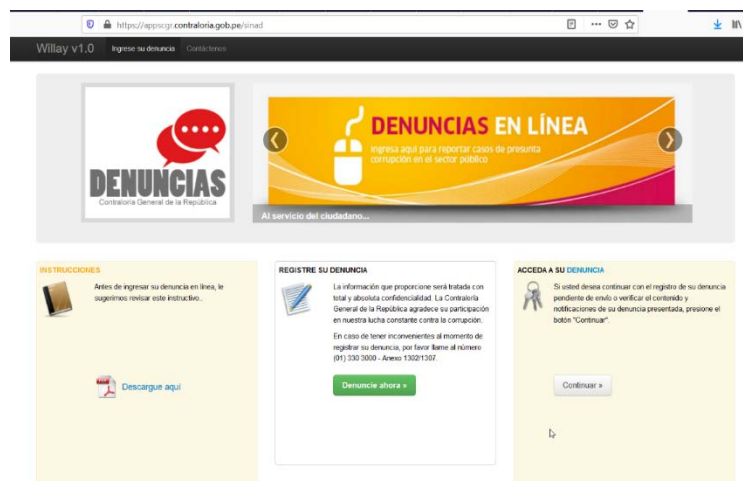 https://appscgr.contraloria.gob.pe/sinad
Willay v1.0 Ingrese su denuncia Contáctenos
DENUNCIAS
Contraloría General de la República
DENUNCIAS EN LÍNEA
Ingresa aquí para reportar casos de presunta
corrupción en el sector público
Al servicio del ciudadano...
INSTRUCCIONES
Antes de ingresar su denuncia en línea, le
sugerimos revisar este instructivo..
Descargue aquí
REGISTRE SU DENUNCIA
La información que proporcione será tratada con
total y absoluta confidencialidad. La Contraloría
General de la República agradece su participación
en nuestra lucha constante contra la corrupción.
En caso de tener inconvenientes al momento de
registrar su denuncia, por favor llame al número
(01) 330 3000 - Anexo 1302/1307.
Denuncie ahora »
ACCEDA A SU DENUNCIA
Si usted desea continuar con el registro de su denuncia
pendiente de envío o verificar el contenido y
notificaciones de su denuncia presentada, presione el
botón "Continuar".
Continuar »